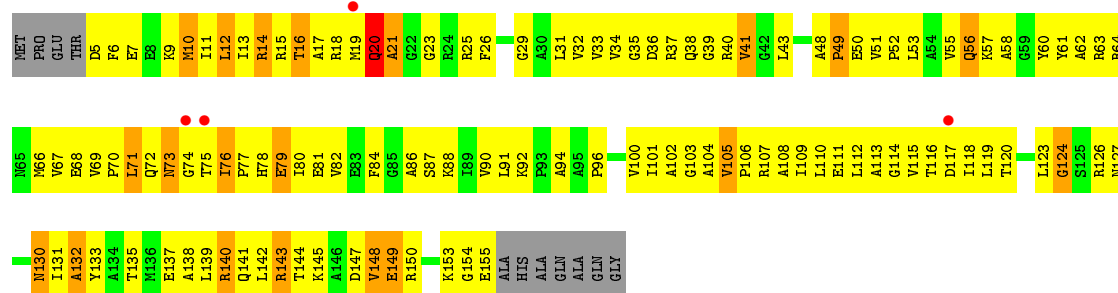 MET PRO GLU THR D5 F6 E7 E8 K9 M10 I11 L12 I13 R14 R15 T16 A17 R18 M19 Q20 A21 G22 G23 R24 R25 F26 G29 A30 L31 V32 V33 V34 G35 D36 R37 Q38 G39 R40 V41 G42 L43 A48 P49 E50 V51 P52 L53 A54 V55 Q56 K57 A58 G59 Y60 Y61 A62 R63 R64
N65 M66 V67 E68 V69 P70 L71 Q72 N73 G74 T75 I76 P77 H78 E79 I80 E81 V82 E83 F84 G85 A86 S87 K88 I89 V90 L91 K92 P93 A94 A95 P96 V100 I101 A102 G103 A104 V105 P106 R107 A108 I109 L110 E111 L112 A113 G114 V115 T116 D117 I118 L119 T120 L123 G124 S125 R126 N127
N130 I131 A132 Y133 A134 T135 M136 E137 A138 L139 R140 Q141 L142 R143 T144 K145 A146 D147 V148 E149 R150 K153 G154 E155 ALA HIS ALA GLN ALA GLN GLY